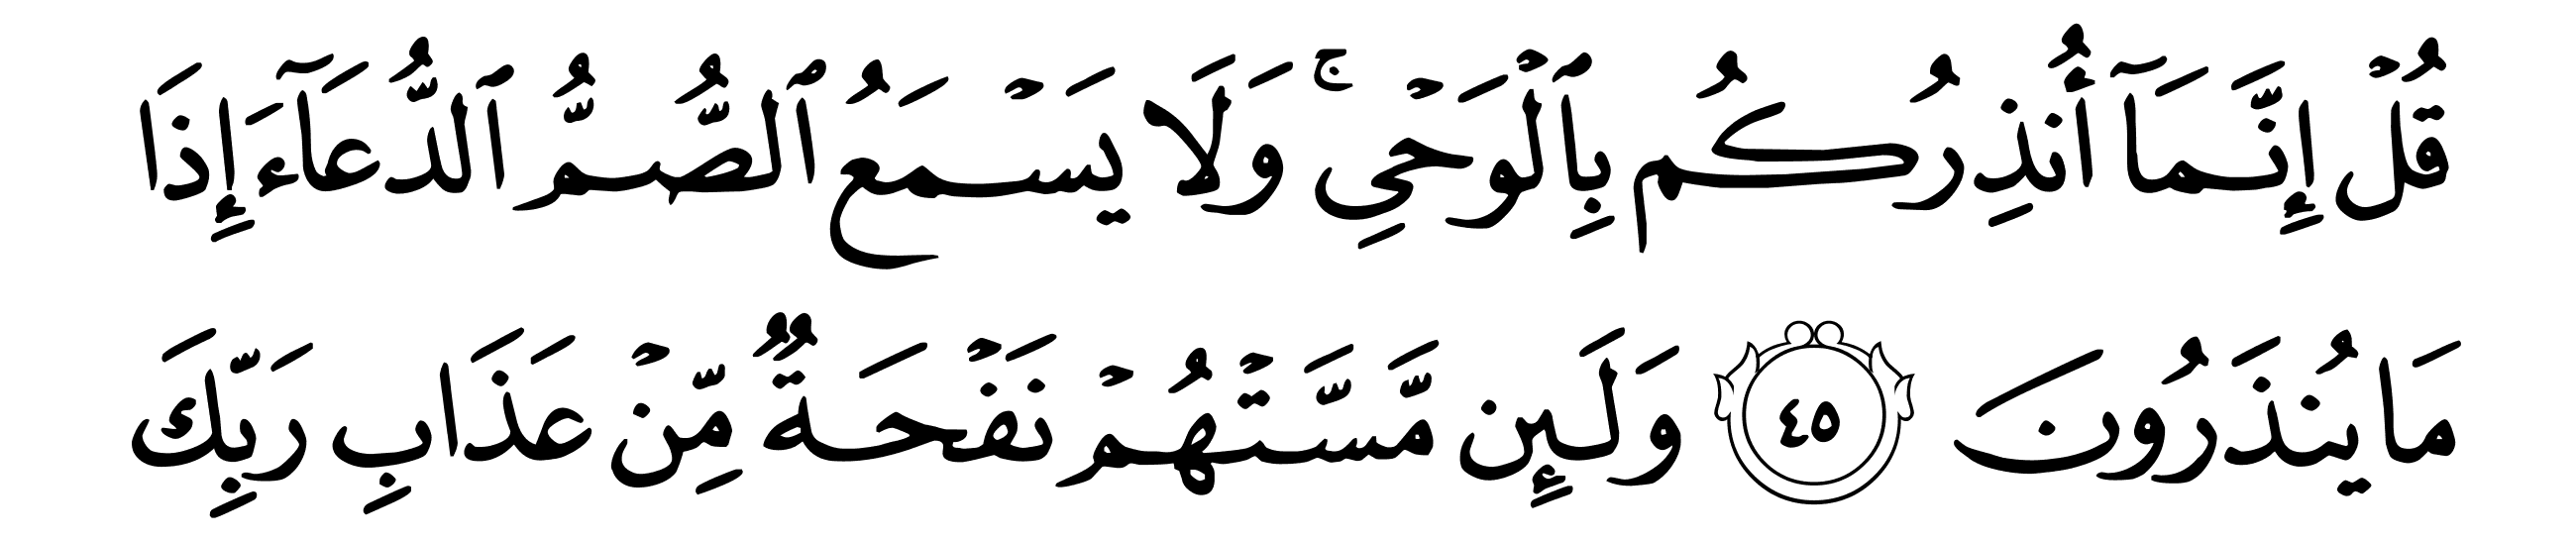 قُلْ إِنَّمَآ أُنذِرُكُم بِٱلْوَحْىِ ۚ وَلَا يَسْمَعُ ٱلصُّمُّ ٱلدُّعَآءَ إِذَا
مَا يُنذَرُونَ ٤٥ وَلَئِن مَّسَّتْهُمْ نَفْحَةٌ مِّنْ عَذَابِ رَبِّكَ